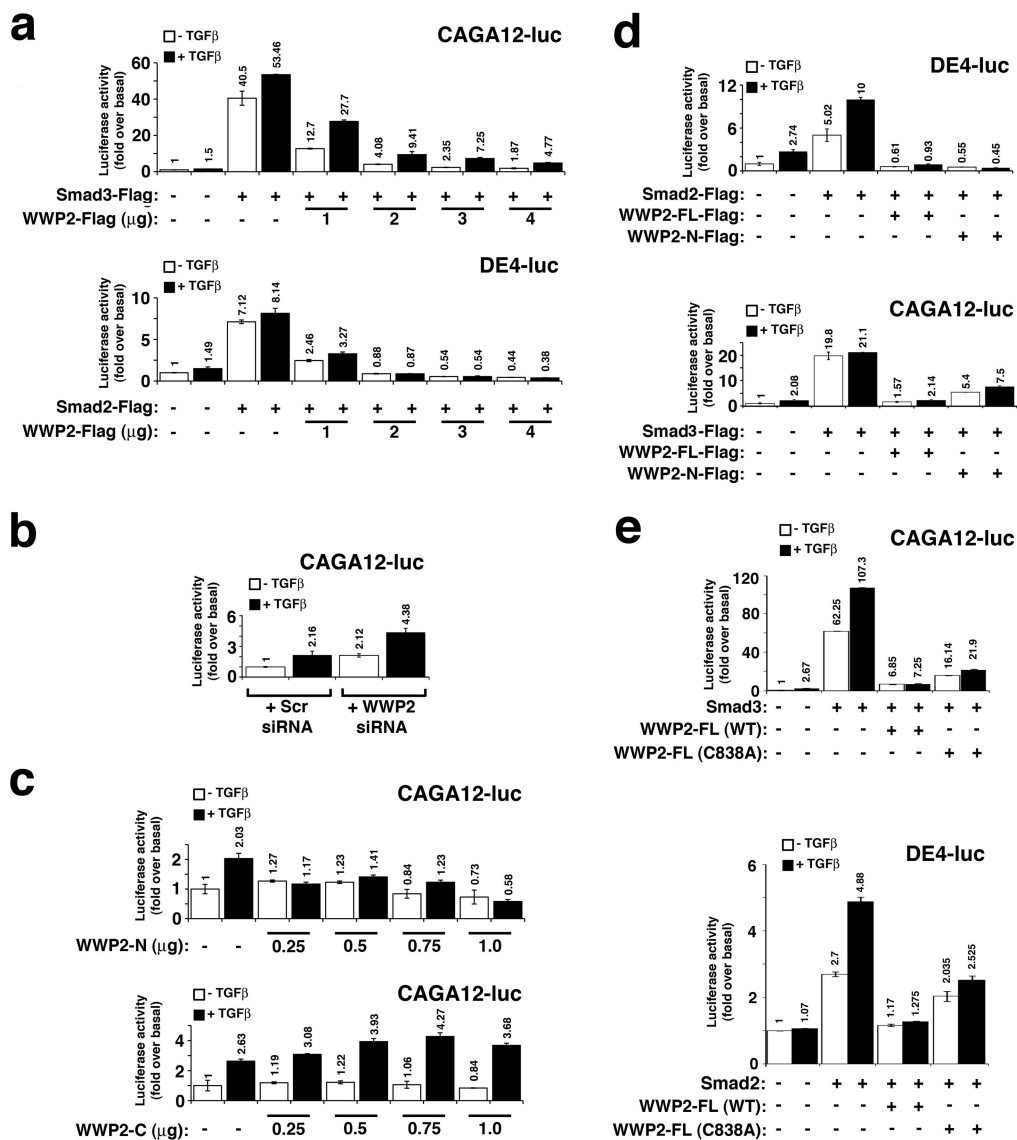 a
CAGA12-luc
- TGFβ
+ TGFβ
Luciferase activity
(fold over basal)
60
40
20
0
1
1.5
40.5
53.46
12.7
27.7
4.08
9.41
2.35
7.25
1.87
4.77
Smad3-Flag: - - + + + + + + + + + +
WWP2-Flag (μg): - - - - 1 2 3 4
DE4-luc
- TGFβ
+ TGFβ
Luciferase activity
(fold over basal)
10
5
0
1
1.49
7.12
8.14
2.46
3.27
0.88
0.87
0.54
0.54
0.44
0.38
Smad2-Flag: - - + + + + + + + + + +
WWP2-Flag (μg): - - - - 1 2 3 4
b
CAGA12-luc
- TGFβ
+ TGFβ
Luciferase activity
(fold over basal)
6
3
0
1
2.16
2.12
4.38
+ Scr
siRNA
+ WWP2
siRNA
c
CAGA12-luc
- TGFβ
+ TGFβ
Luciferase activity
(fold over basal)
2
1
0
1
2.03
1.27
1.17
1.23
1.41
0.84
1.23
0.73
0.58
WWP2-N (μg): - - 0.25 0.5 0.75 1.0
CAGA12-luc
- TGFβ
+ TGFβ
Luciferase activity
(fold over basal)
4
2
0
1
2.63
1.19
3.08
1.22
3.93
1.06
4.27
0.84
3.68
WWP2-C (μg): - - 0.25 0.5 0.75 1.0
d
DE4-luc
- TGFβ
+ TGFβ
Luciferase activity
(fold over basal)
12
6
0
1
2.74
5.02
10
0.61
0.93
0.55
0.45
Smad2-Flag: - - + + + + + +
WWP2-FL-Flag: - - - - + + - -
WWP2-N-Flag: - - - - - - + +
CAGA12-luc
- TGFβ
+ TGFβ
Luciferase activity
(fold over basal)
20
10
0
1
2.08
19.8
21.1
1.57
2.14
5.4
7.5
Smad3-Flag: - - + + + + + +
WWP2-FL-Flag: - - - - + + - -
WWP2-N-Flag: - - - - - - + +
e
CAGA12-luc
- TGFβ
+ TGFβ
Luciferase activity
(fold over basal)
120
80
40
0
1
2.67
62.25
107.3
6.85
7.25
16.14
21.9
Smad3: - - + + + + + +
WWP2-FL (WT): - - - - + + - -
WWP2-FL (C838A): - - - - - - + +
DE4-luc
- TGFβ
+ TGFβ
Luciferase activity
(fold over basal)
6
4
2
0
1
1.07
2.7
4.88
1.17
1.275
2.035
2.525
Smad2: - - + + + + + +
WWP2-FL (WT): - - - - + + - -
WWP2-FL (C838A): - - - - - - + +